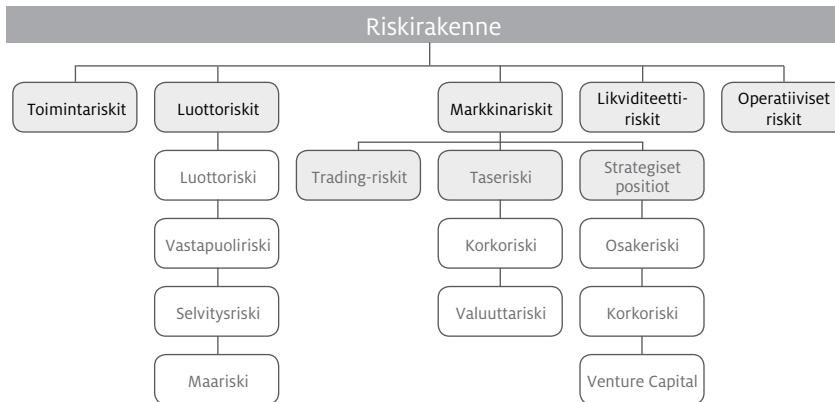 Riskirakenne
Toimintariskit
Luottoriskit
Markkinariskit
Likviditeetti-
riskit
Operatiiviset
riskit
Luottoriski
Trading-riskit
Taseriski
Strategiset
positiot
Vastapuoliriski
Korkoriski
Osakeriski
Selvitysriski
Valuuttariski
Korkoriski
Maariski
Venture Capital